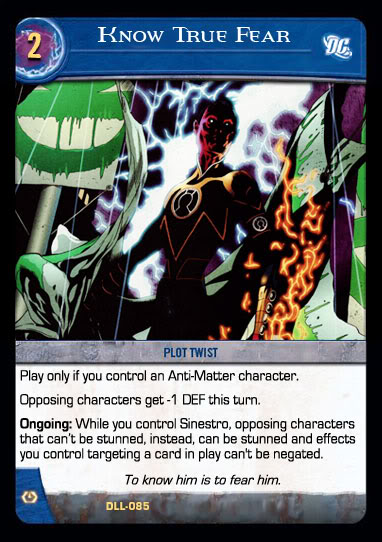 2
Know True Fear
DC
PLOT TWIST
Play only if you control an Anti-Matter character.
Opposing characters get -1 DEF this turn.
Ongoing: While you control Sinestro, opposing characters
that can't be stunned, instead, can be stunned and effects
you control targeting a card in play can't be negated.
To know him is to fear him.
DLL-085